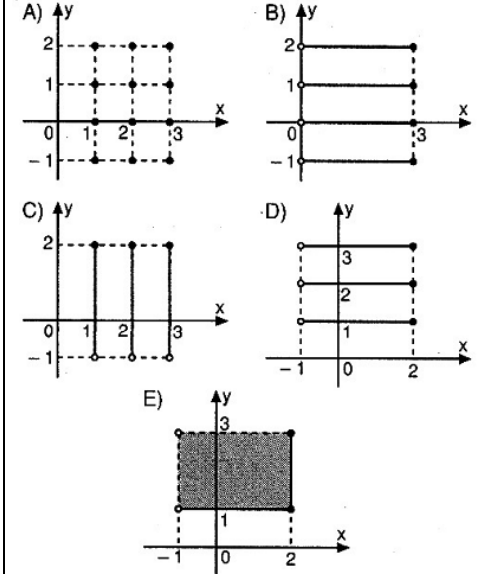 A) y B) y
2 2
1 1
x x
0 1 2 3 0 3
– 1 – 1
C) y D) y
2 3
2
x 1 x
0 1 2 3
– 1 – 1 0 2
E) y
3
1
x
– 1 0 2